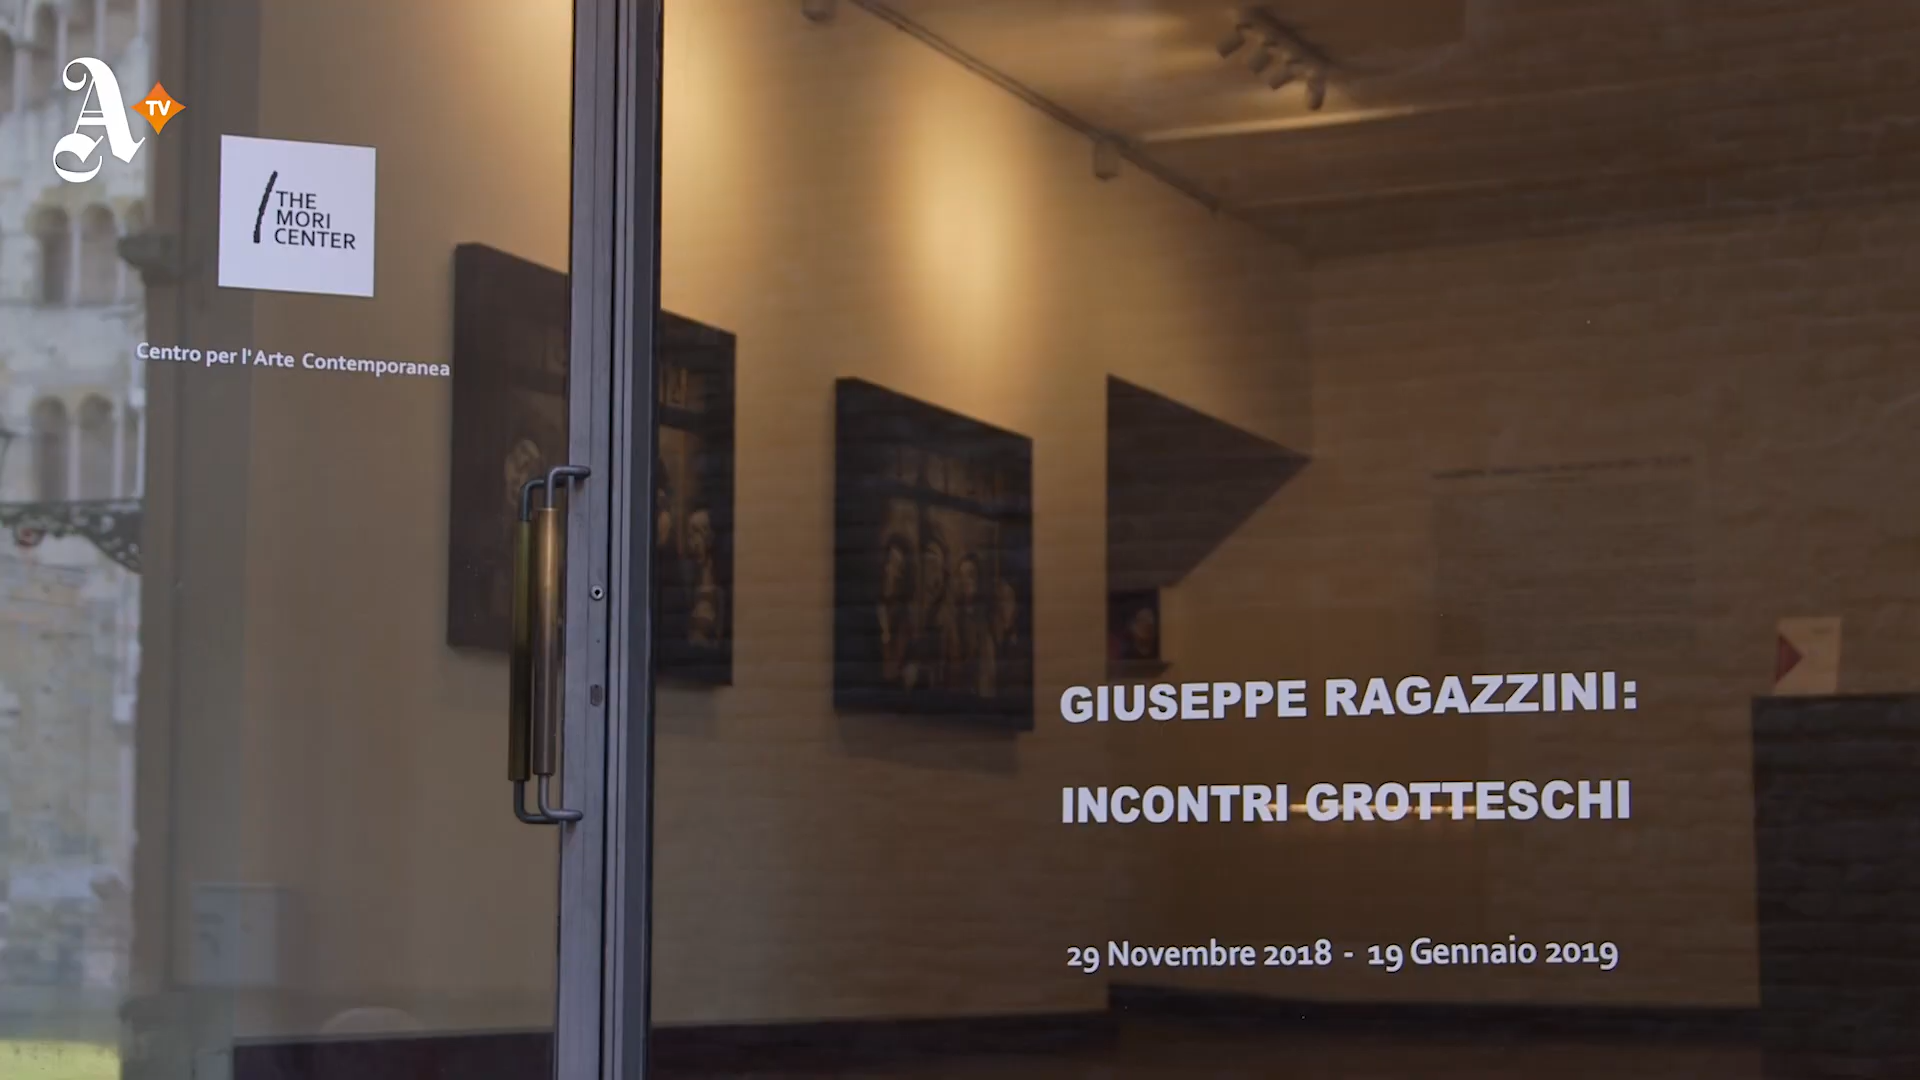 A
TV
THE
MORI
CENTER
Centro per l'Arte Contemporanea
GIUSEPPE RAGAZZINI:
INCONTRI GROTTESCHI
29 Novembre 2018 - 19 Gennaio 2019